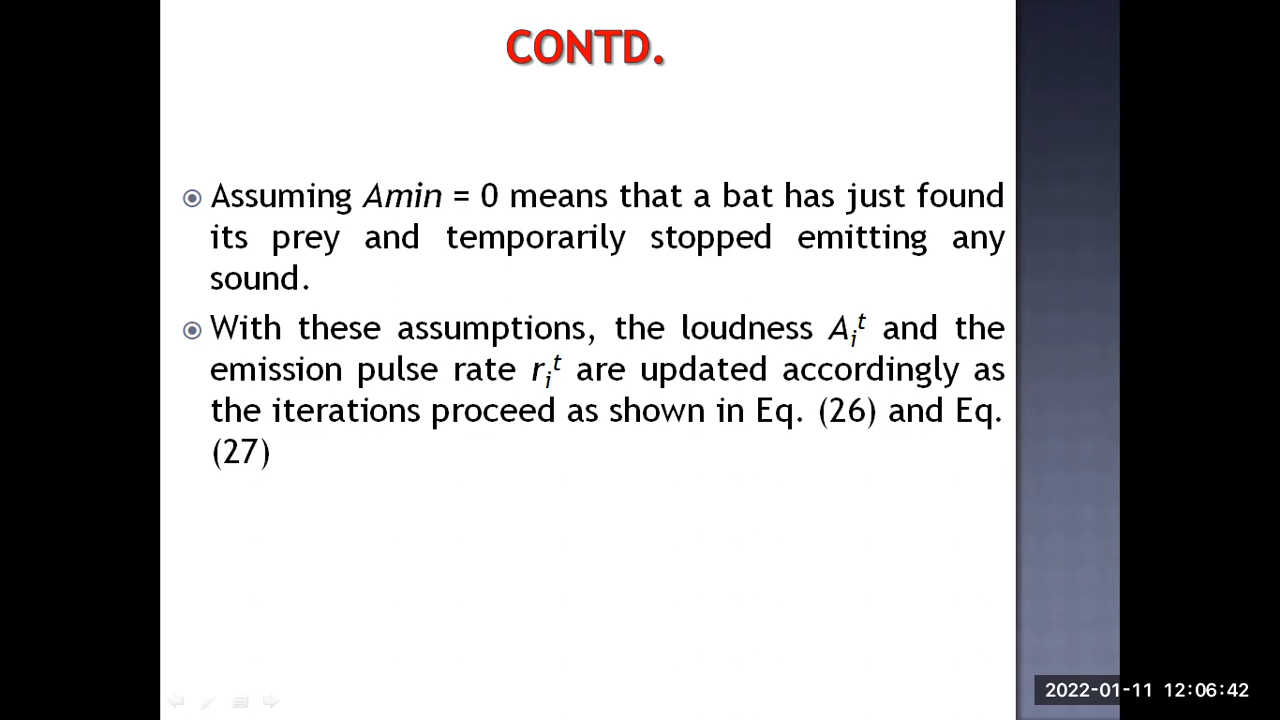 CONTD.
Assuming Amin = 0 means that a bat has just found
its prey and temporarily stopped emitting any
sound.
With these assumptions, the loudness Aᵢᵗ and the
emission pulse rate rᵢᵗ are updated accordingly as
the iterations proceed as shown in Eq. (26) and Eq.
(27)
2022-01-11 12:06:42